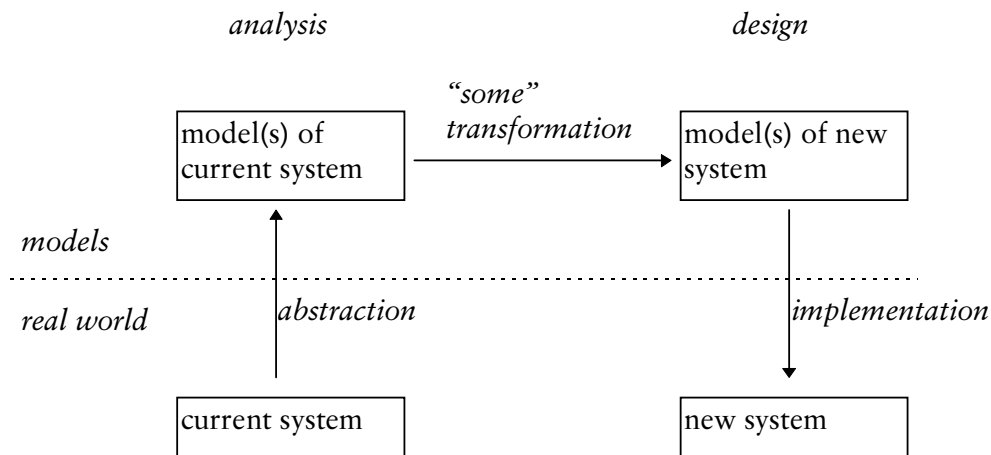 analysis
design
“some”
transformation
model(s) of
current system
model(s) of new
system
models
real world
abstraction
implementation
current system
new system